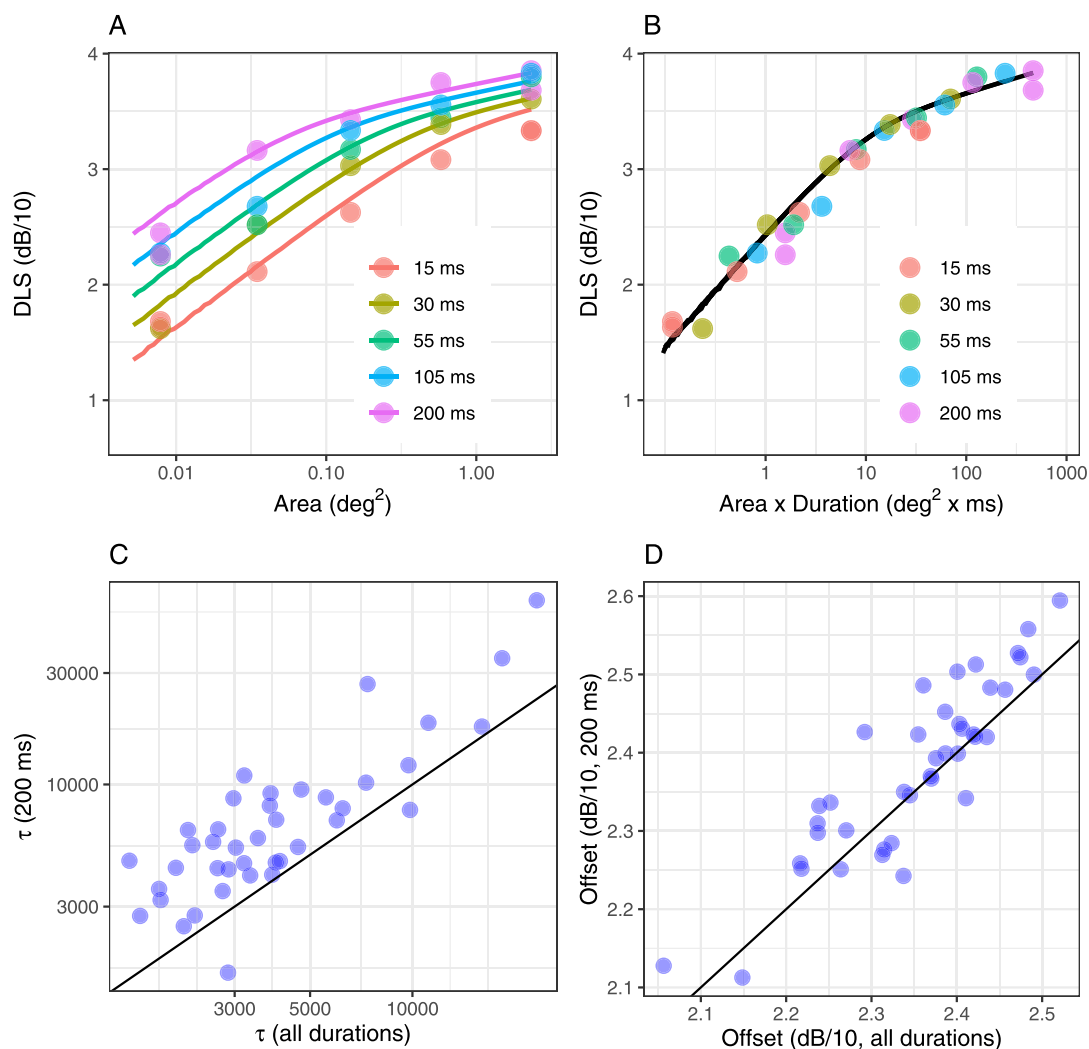 A
DLS (dB/10)
4
3
2
1
0.01
0.10
1.00
Area (deg²)
15 ms
30 ms
55 ms
105 ms
200 ms
B
DLS (dB/10)
4
3
2
1
1
10
100
1000
Area x Duration (deg² x ms)
15 ms
30 ms
55 ms
105 ms
200 ms
C
τ (200 ms)
30000
10000
3000
3000
5000
10000
τ (all durations)
D
Offset (dB/10, 200 ms)
2.6
2.5
2.4
2.3
2.2
2.1
2.1
2.2
2.3
2.4
2.5
Offset (dB/10, all durations)